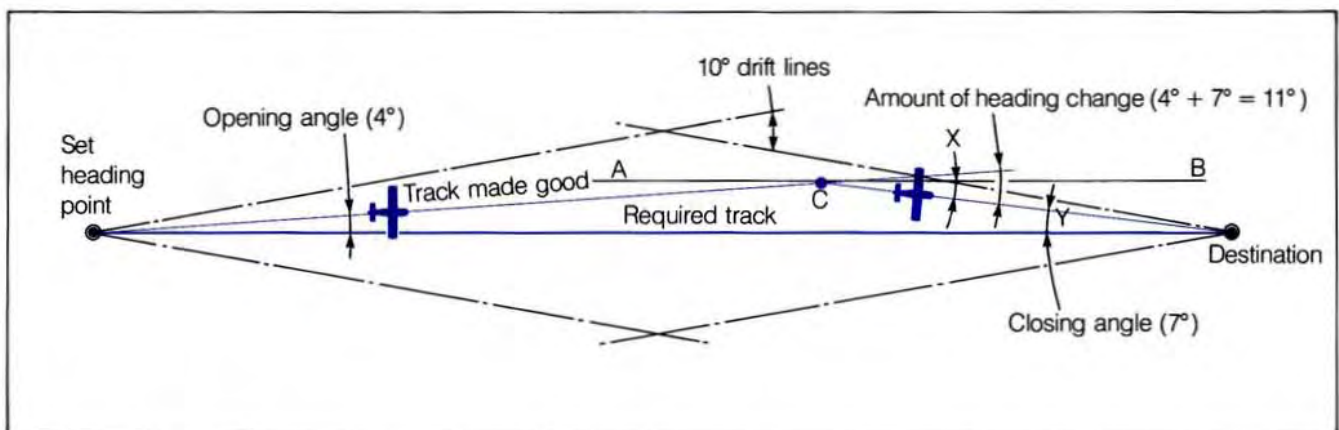 10° drift lines
Amount of heading change (4° + 7° = 11°)
Opening angle (4°)
X
Set
heading
point
Track made good
A
B
C
Required track
Y
Destination
Closing angle (7°)